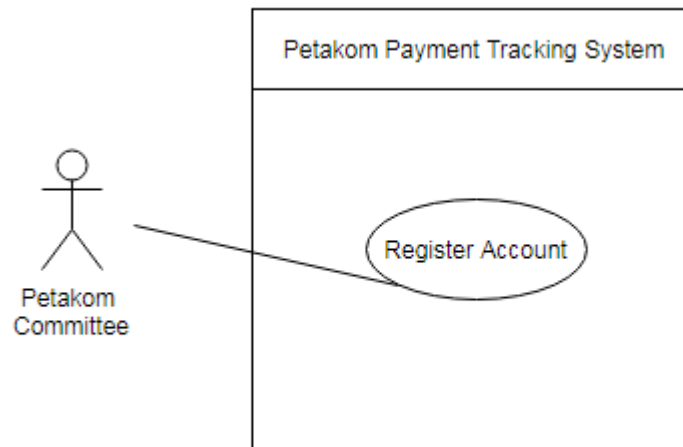 Petakom Payment Tracking System
Register Account
Petakom
Committee